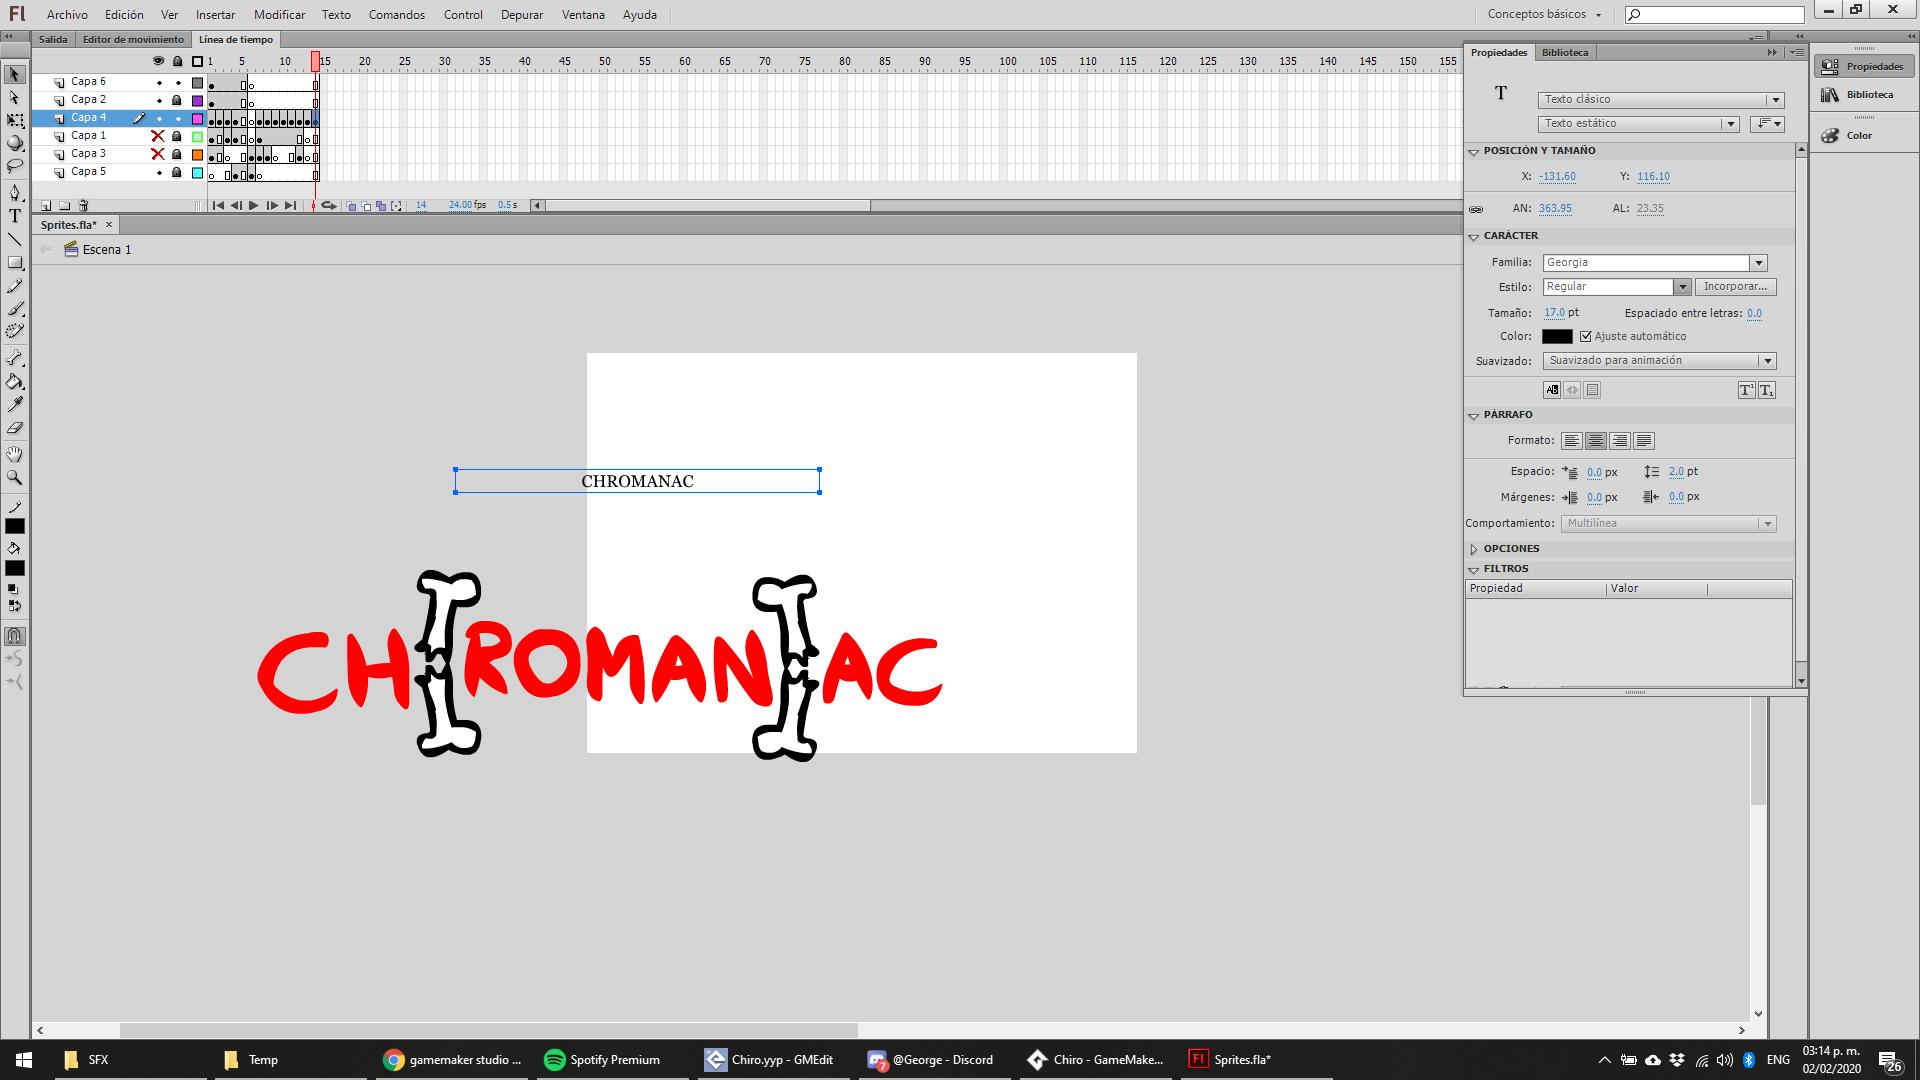 Fl Archivo Edición Ver Insertar Modificar Texto Comandos Control Depurar Ventana Ayuda Conceptos básicos
Salida Editor de movimiento Línea de tiempo
1 5 10 15 20 25 30 35 40 45 50 55 60 65 70 75 80 85 90 95 100 105 110 115 120 125 130 135 140 145 150 155 16
Capa 6
Capa 2
Capa 4
Capa 1
Capa 3
Capa 5
14 24.00 fps 0.5 s
Sprites.fla*
Escena 1
CHROMANAC
CHIROMANIAC
Propiedades Biblioteca
T
Texto clásico
Texto estático
POSICIÓN Y TAMAÑO
X: -131.60 Y: 116.10
AN: 363.95 AL: 23.35
CARÁCTER
Familia: Georgia
Estilo: Regular Incorporar...
Tamaño: 17.0 pt Espaciado entre letras: 0.0
Color: Ajuste automático
Suavizado: Suavizado para animación
PÁRRAFO
Formato:
Espacio: 0.0 px 2.0 pt
Márgenes: 0.0 px 0.0 px
Comportamiento: Multilínea
OPCIONES
FILTROS
Propiedad Valor
Propiedades
Biblioteca
Color
SFX Temp gamemaker studio ... Spotify Premium Chiro.yyp - GMEdit @George - Discord Chiro - GameMake... Sprites.fla* ENG
7
03:14 p. m.
02/02/2020
26